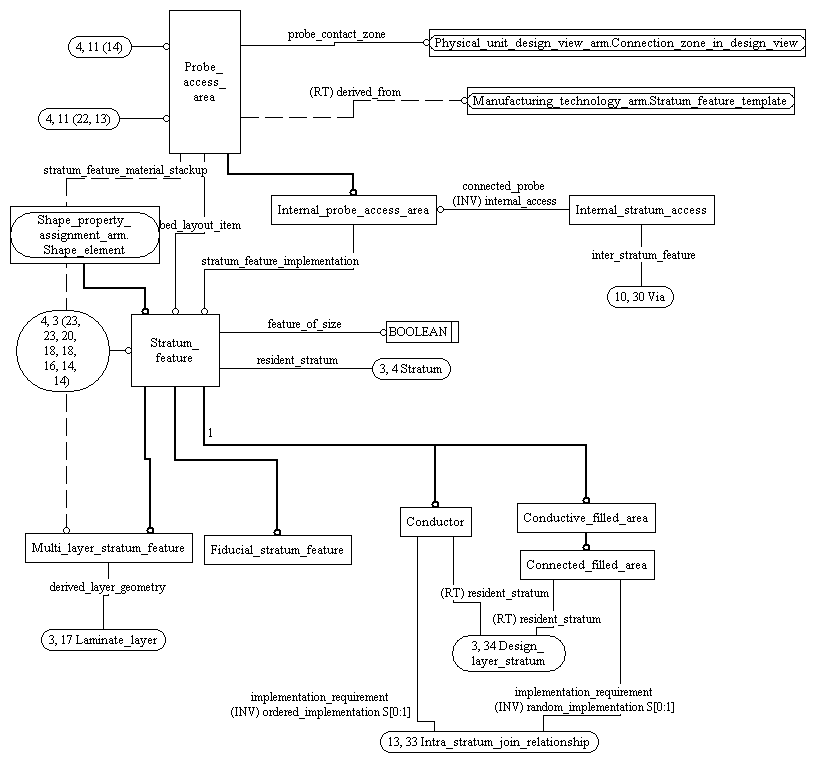 4, 11 (14)
Probe_
access_
area
probe_contact_zone
Physical_unit_design_view_arm.Connection_zone_in_design_view
4, 11 (22, 13)
(RT) derived_from
Manufacturing_technology_arm.Stratum_feature_template
stratum_feature_material_stackup
Shape_property_
assignment_arm.
Shape_element
bed_layout_item
Internal_probe_access_area
connected_probe
(INV) internal_access
Internal_stratum_access
stratum_feature_implementation
inter_stratum_feature
10, 30 Via
4, 3 (23,
23, 20,
18, 18,
16, 14,
14)
Stratum_
feature
feature_of_size
BOOLEAN
resident_stratum
3, 4 Stratum
1
Multi_layer_stratum_feature
Fiducial_stratum_feature
Conductor
Conductive_filled_area
Connected_filled_area
derived_layer_geometry
3, 17 Laminate_layer
(RT) resident_stratum
(RT) resident_stratum
3, 34 Design_
layer_stratum
implementation_requirement
(INV) ordered_implementation S[0:1]
implementation_requirement
(INV) random_implementation S[0:1]
13, 33 Intra_stratum_join_relationship